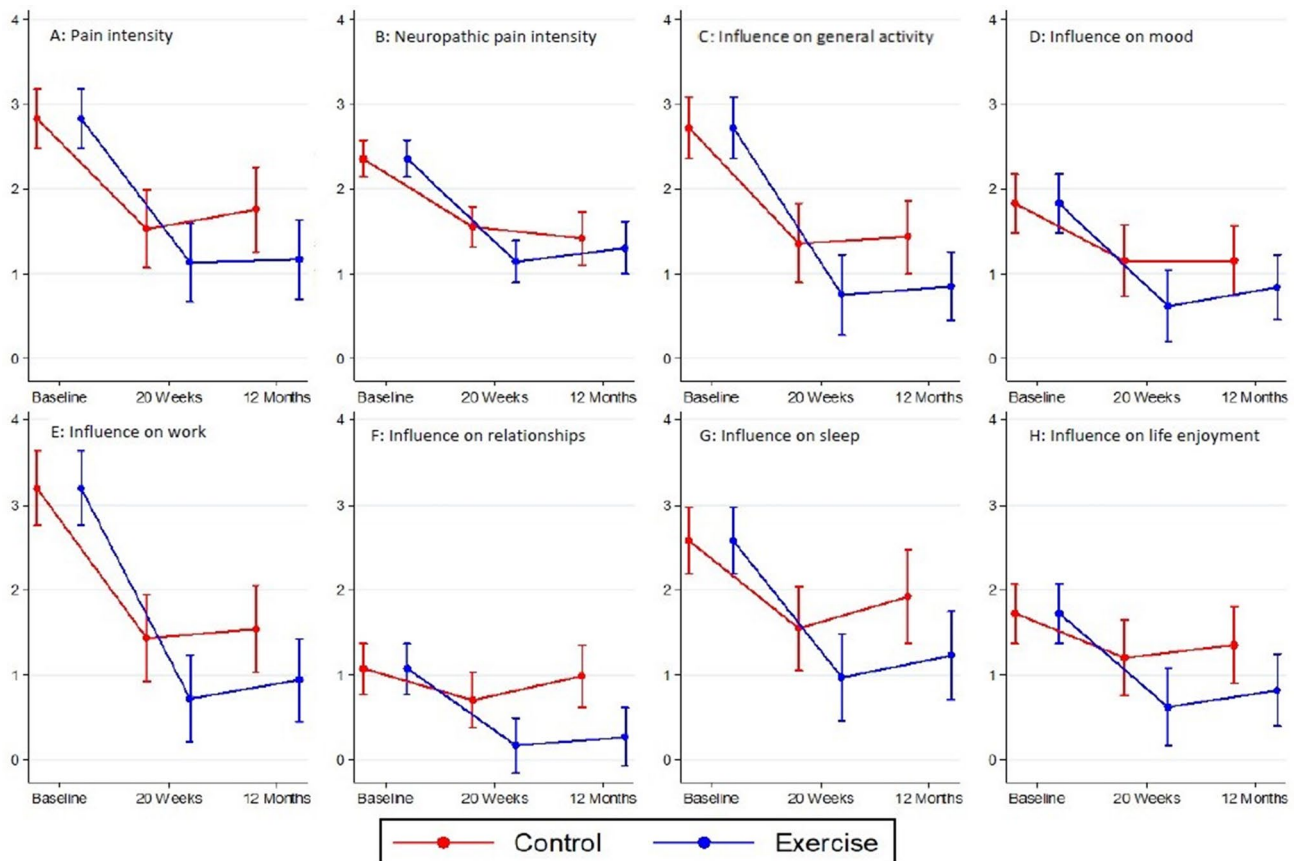 A: Pain intensity
B: Neuropathic pain intensity
C: Influence on general activity
D: Influence on mood
4
3
2
1
0
4
3
2
1
0
4
3
2
1
0
4
3
2
1
0
Baseline 20 Weeks 12 Months
Baseline 20 Weeks 12 Months
Baseline 20 Weeks 12 Months
Baseline 20 Weeks 12 Months
E: Influence on work
F: Influence on relationships
G: Influence on sleep
H: Influence on life enjoyment
4
3
2
1
0
4
3
2
1
0
4
3
2
1
0
4
3
2
1
0
Baseline 20 Weeks 12 Months
Baseline 20 Weeks 12 Months
Baseline 20 Weeks 12 Months
Baseline 20 Weeks 12 Months
Control Exercise